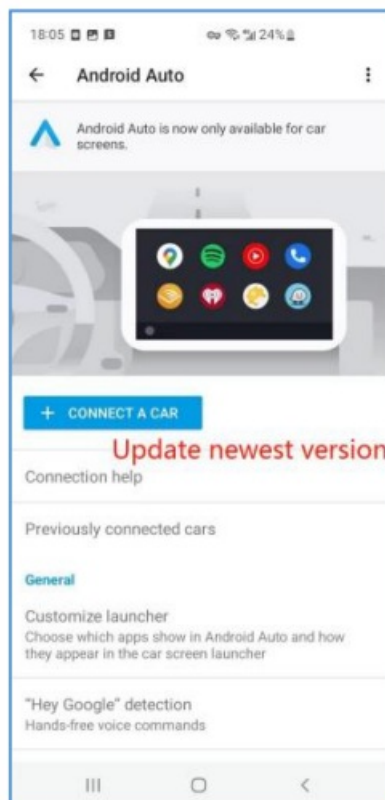 18:05
24%
Android Auto
Android Auto is now only available for car
screens.
+ CONNECT A CAR
Update newest version
Connection help
Previously connected cars
General
Customize launcher
Choose which apps show in Android Auto and how
they appear in the car screen launcher
"Hey Google" detection
Hands-free voice commands